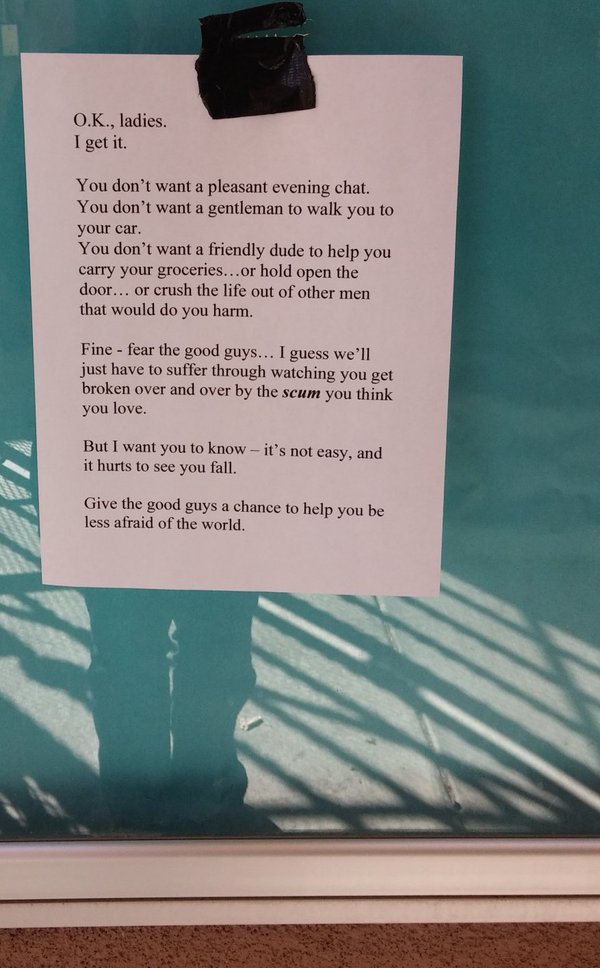 O.K., ladies.
I get it.
You don't want a pleasant evening chat.
You don't want a gentleman to walk you to
your car.
You don't want a friendly dude to help you
carry your groceries…or hold open the
door… or crush the life out of other men
that would do you harm.
Fine - fear the good guys… I guess we'll
just have to suffer through watching you get
broken over and over by the scum you think
you love.
But I want you to know – it's not easy, and
it hurts to see you fall.
Give the good guys a chance to help you be
less afraid of the world.